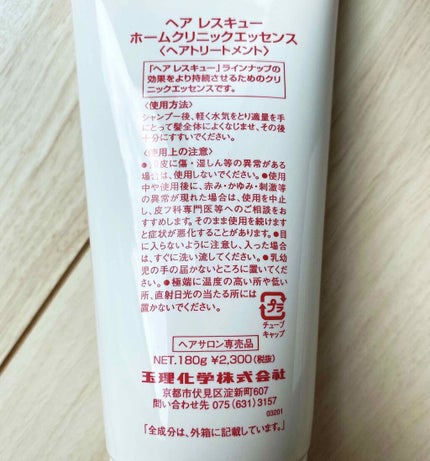 ヘア レスキュー
ホームクリニックエッセンス
〈ヘアトリートメント〉
「ヘア レスキュー」ラインナップの
効果をより持続させるためのクリ
ニックエッセンスです。
〈使用方法〉
シャンプー後、軽く水気をとり適量を手
にとって髪全体によくなじませ、その後
十分にすすいでください。
〈使用上の注意〉
●頭皮に傷・湿しん等の異常がある
場合は、使用しないでください。●使用
中や使用後に、赤み・かゆみ・刺激等
の異常が現れた場合は、使用を中止
し、皮フ科専門医等へのご相談をお
すすめします。そのまま使用を続けます
と症状が悪化することがあります。●目
に入らないように注意し、入った場合
は、すぐに洗い流してください。●乳幼
児の手の届かないところに置いてくだ
さい。●極端に温度の高い所や低い
所、直射日光の当たる所には
置かないでください。
プラ
チューブ
キャップ
ヘアサロン専売品
NET.180g ¥2,300(税抜)
玉理化学株式会社
京都市伏見区淀新町607
問い合わせ先 075(631)3157
03201
「全成分は、外箱に記載しています。」